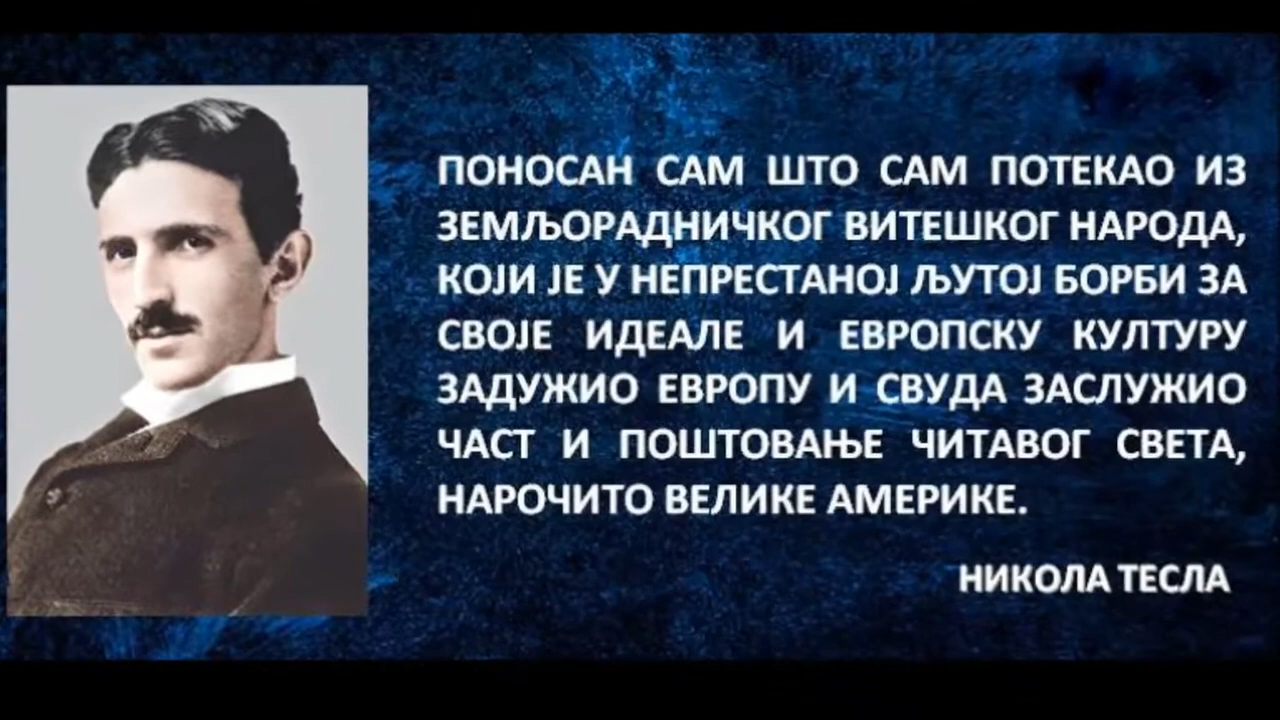 ПОНОСАН САМ ШТО САМ ПОТЕКАО ИЗ
ЗЕМЉОРАДНИЧКОГ ВИТЕШКОГ НАРОДА,
КОЈИ ЈЕ У НЕПРЕСТАНОЈ ЉУТОЈ БОРБИ ЗА
СВОЈЕ ИДЕАЛЕ И ЕВРОПСКУ КУЛТУРУ
ЗАДУЖИО ЕВРОПУ И СВУДА ЗАСЛУЖИО
ЧАСТ И ПОШТОВАЊЕ ЧИТАВОГ СВЕТА,
НАРОЧИТО ВЕЛИКЕ АМЕРИКЕ.
НИКОЛА ТЕСЛА